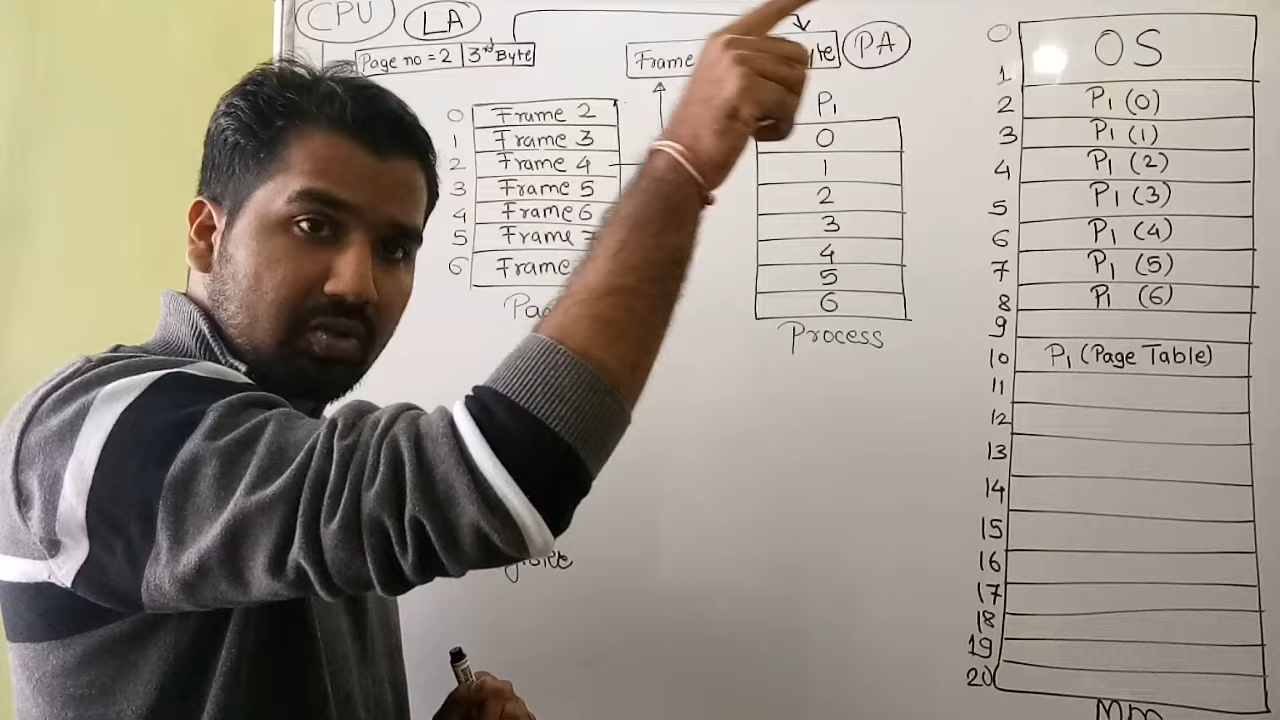 CPU
LA
Page no = 2 3rd Byte
Frame
PA
0 Frame 2
1 Frame 3
2 Frame 4
3 Frame 5
4 Frame 6
5 Frame 7
6 Frame
P1
0
1
2
3
4
5
6
Process
0 OS
1
2 P1 (0)
3 P1 (1)
4 P1 (2)
5 P1 (3)
6 P1 (4)
7 P1 (5)
8 P1 (6)
9
10 P1 (Page Table)
11
12
13
14
15
16
17
18
19
20
MM